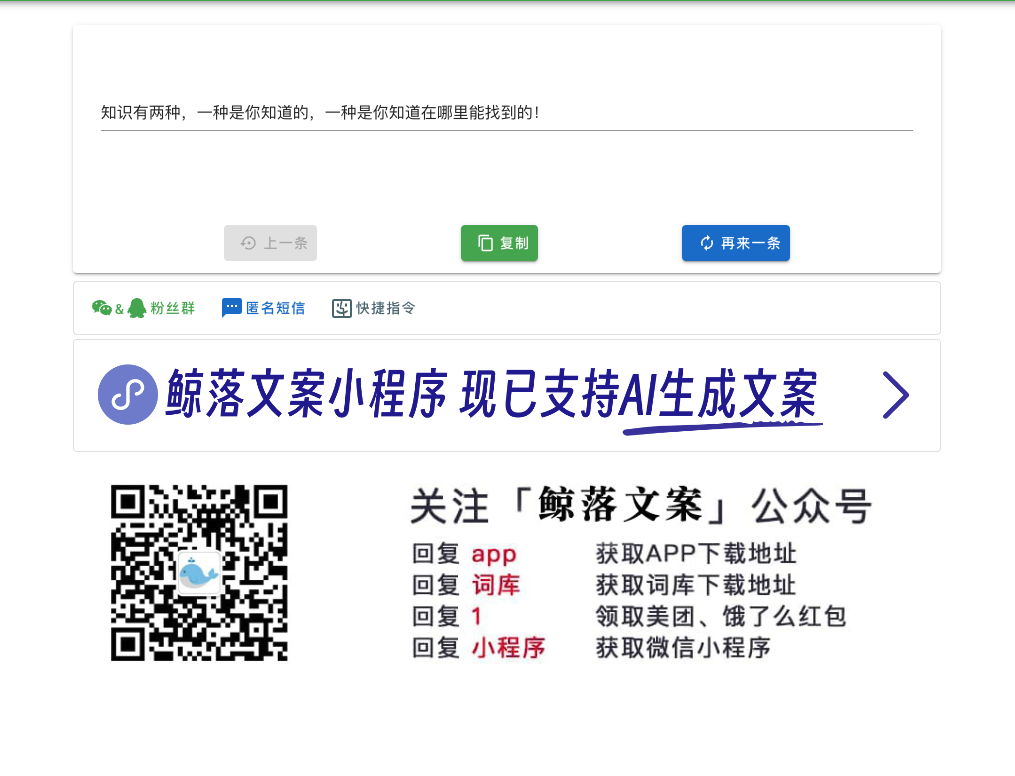 知识有两种，一种是你知道的，一种是你知道在哪里能找到的！
上一条 复制 再来一条
&粉丝群 匿名短信 快捷指令
鲸落文案小程序 现已支持AI生成文案
关注「鲸落文案」公众号
回复 app 获取APP下载地址
回复 词库 获取词库下载地址
回复 1 领取美团、饿了么红包
回复 小程序 获取微信小程序